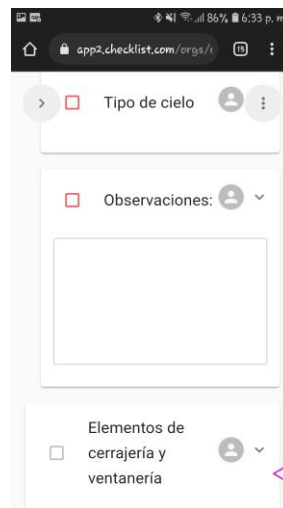 86% 6:33 p. m
app2.checklist.com/orgs/
15
Tipo de cielo
Observaciones:
Elementos de
cerrajería y
ventanería